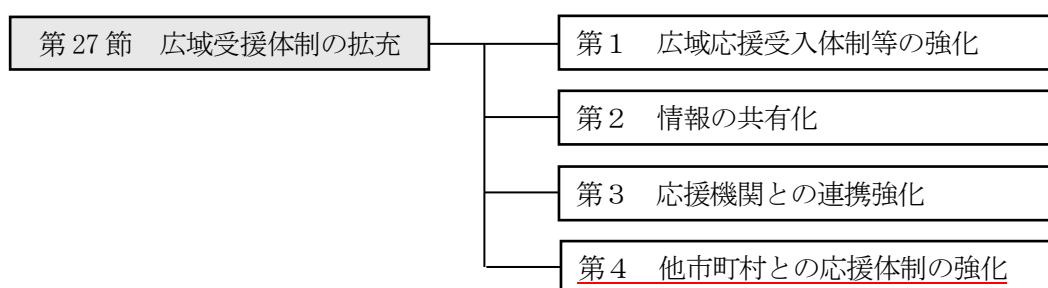 第27節　広域受援体制の拡充
第１　広域応援受入体制等の強化
第２　情報の共有化
第３　応援機関との連携強化
第４　他市町村との応援体制の強化